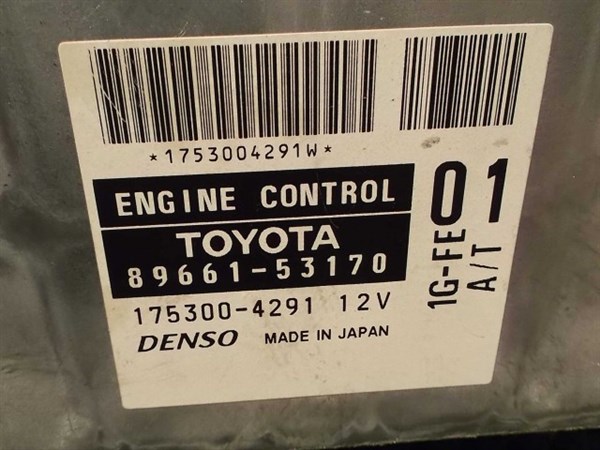 *1753004291W*
ENGINE CONTROL
TOYOTA
89661-53170
175300-4291 12V
DENSO MADE IN JAPAN
01
1G-FE
A/T